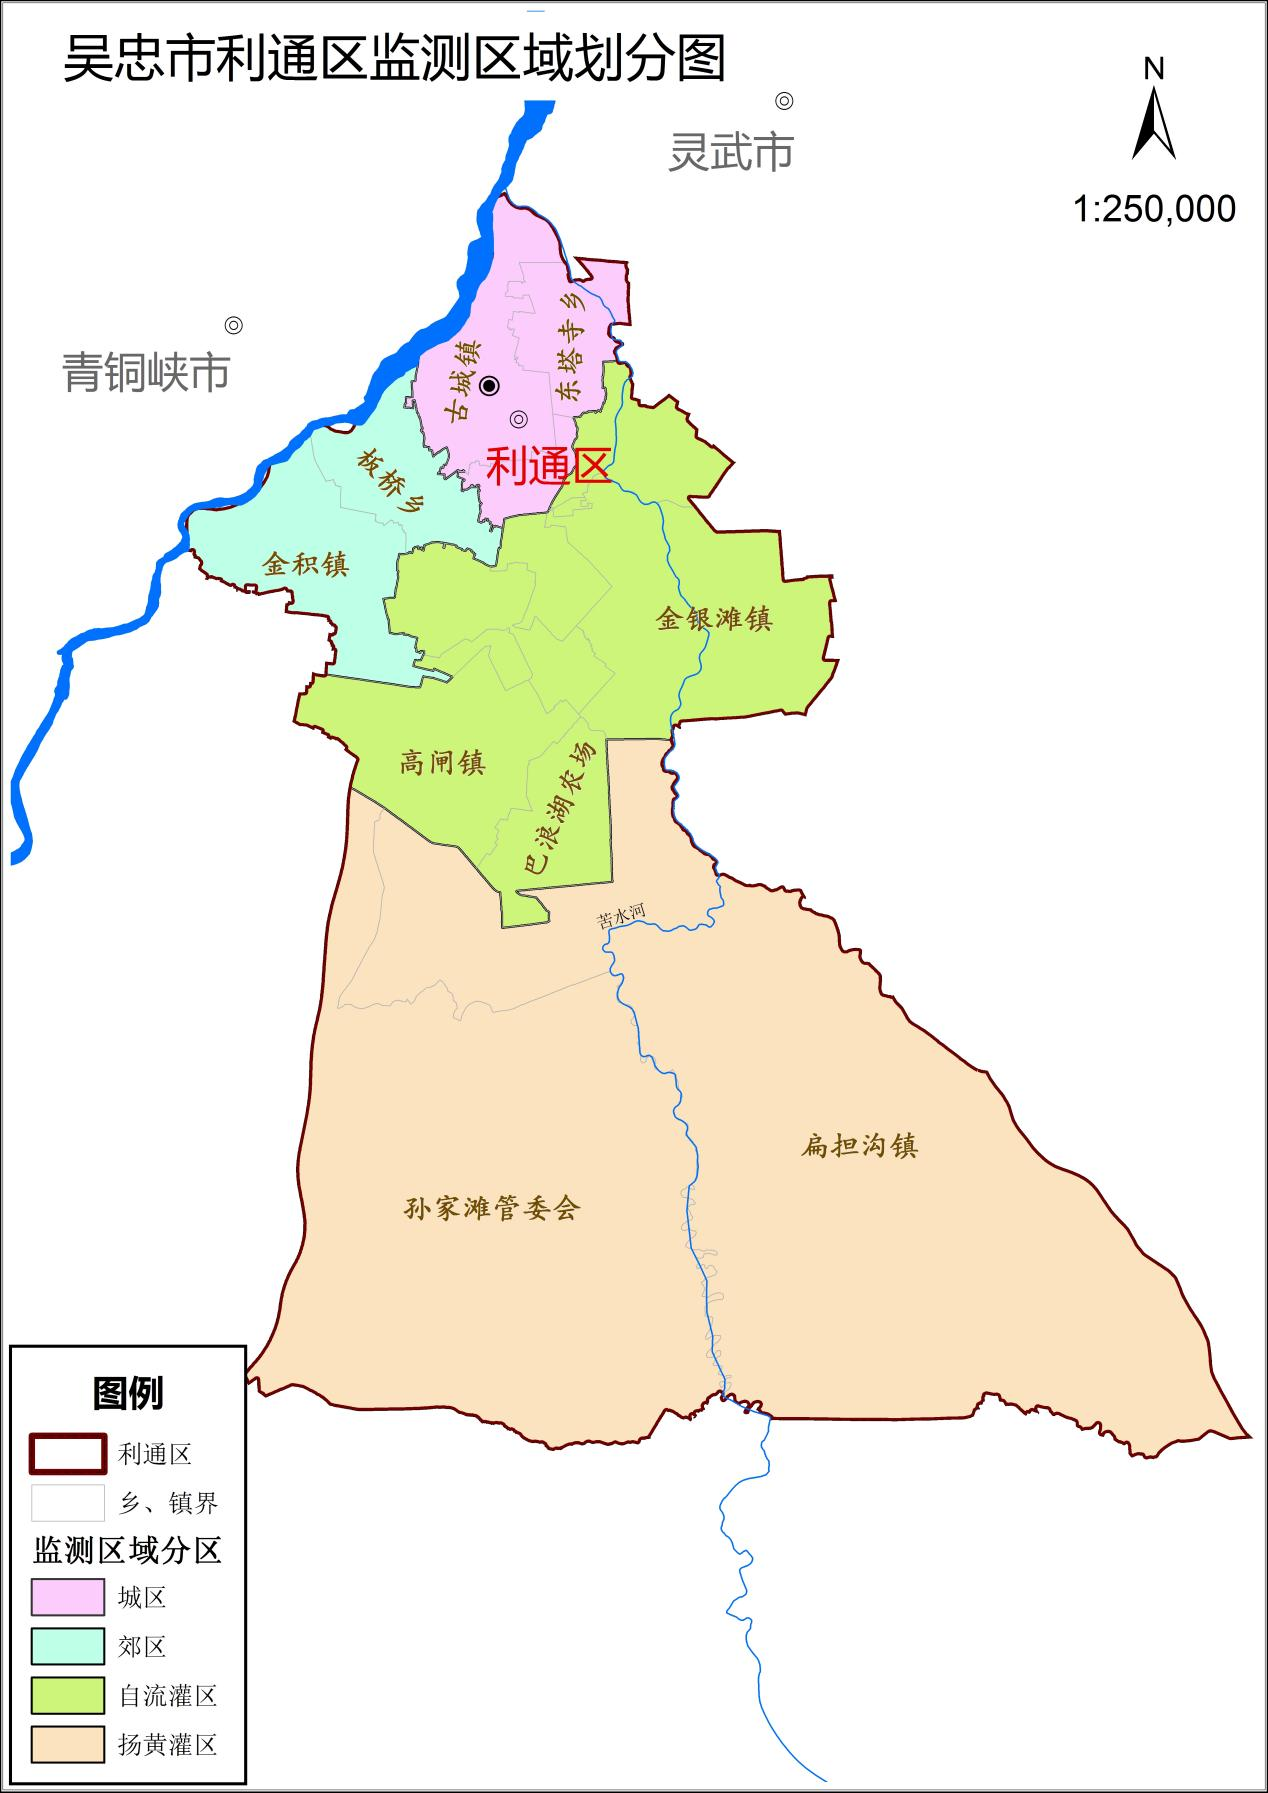 吴忠市利通区监测区域划分图
N
灵武市
1:250,000
青铜峡市
古城镇
东塔寺乡
利通区
板桥乡
金积镇
金银滩镇
高闸镇
巴浪湖农场
苦水河
扁担沟镇
孙家滩管委会
图例
利通区
乡、镇界
监测区域分区
城区
郊区
自流灌区
扬黄灌区